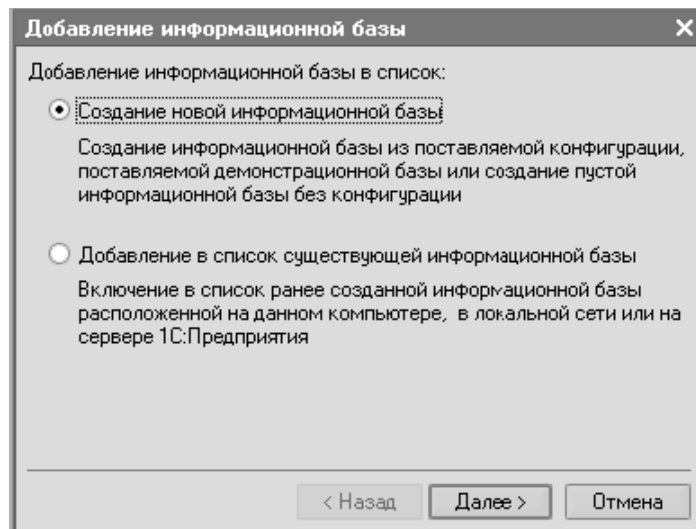 Добавление информационной базы
Добавление информационной базы в список:
Создание новой информационной базы
Создание информационной базы из поставляемой конфигурации,
поставляемой демонстрационной базы или создание пустой
информационной базы без конфигурации
Добавление в список существующей информационной базы
Включение в список ранее созданной информационной базы
расположенной на данном компьютере, в локальной сети или на
сервере 1С:Предприятия
< Назад Далее > Отмена